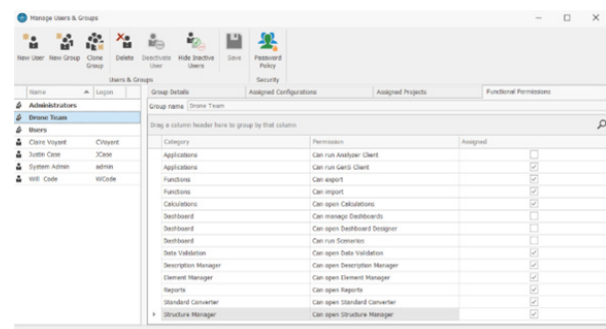 Manage Users & Groups
New User New Group Clone Group Delete Deactivate User Hide Inactive Users Save Password Policy
Users & Groups Security
Name Logon
Administrators
Drone Team
Users
Claire Voyant CVoyant
Justin Case JCase
System Admin admin
Will Code WCode
Group Details Assigned Configurations Assigned Projects Functional Permissions
Group name Drone Team
Drag a column header here to group by that column
Category Permission Assigned
Applications Can run Analyzer Client
Applications Can run GenS Client
Functions Can export
Functions Can import
Calculations Can open Calculations
Dashboard Can manage Dashboards
Dashboard Can open Dashboard Designer
Dashboard Can run Scenarios
Data Validation Can open Data Validation
Description Manager Can open Description Manager
Element Manager Can open Element Manager
Reports Can open Reports
Standard Converter Can open Standard Converter
Structure Manager Can open Structure Manager